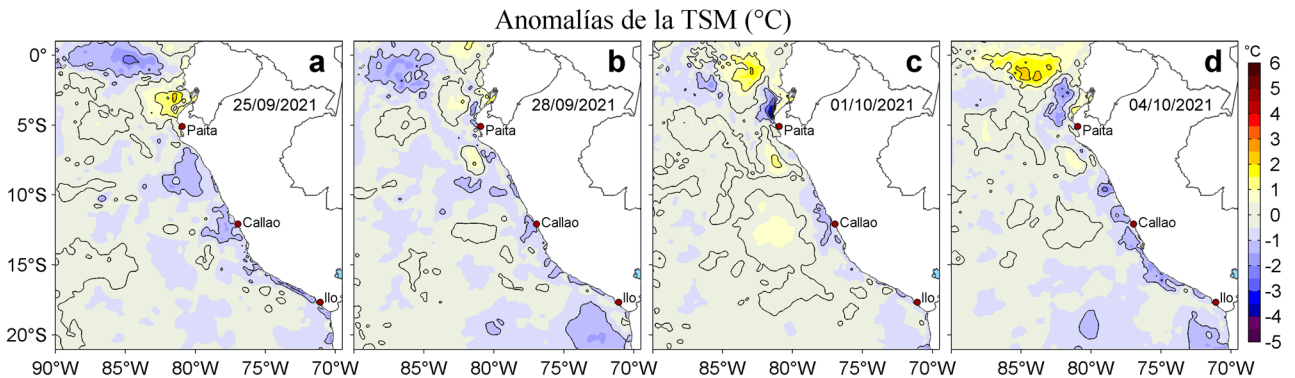 Anomalías de la TSM (°C)
a
b
c
d
25/09/2021
28/09/2021
01/10/2021
04/10/2021
Paita
Paita
Paita
Paita
Callao
Callao
Callao
Callao
Ilo
Ilo
Ilo
Ilo
0°
5°S
10°S
15°S
20°S
90°W 85°W 80°W 75°W 70°W
85°W 80°W 75°W 70°W
85°W 80°W 75°W 70°W
85°W 80°W 75°W 70°W
°C
6
5
4
3
2
1
0
-1
-2
-3
-4
-5